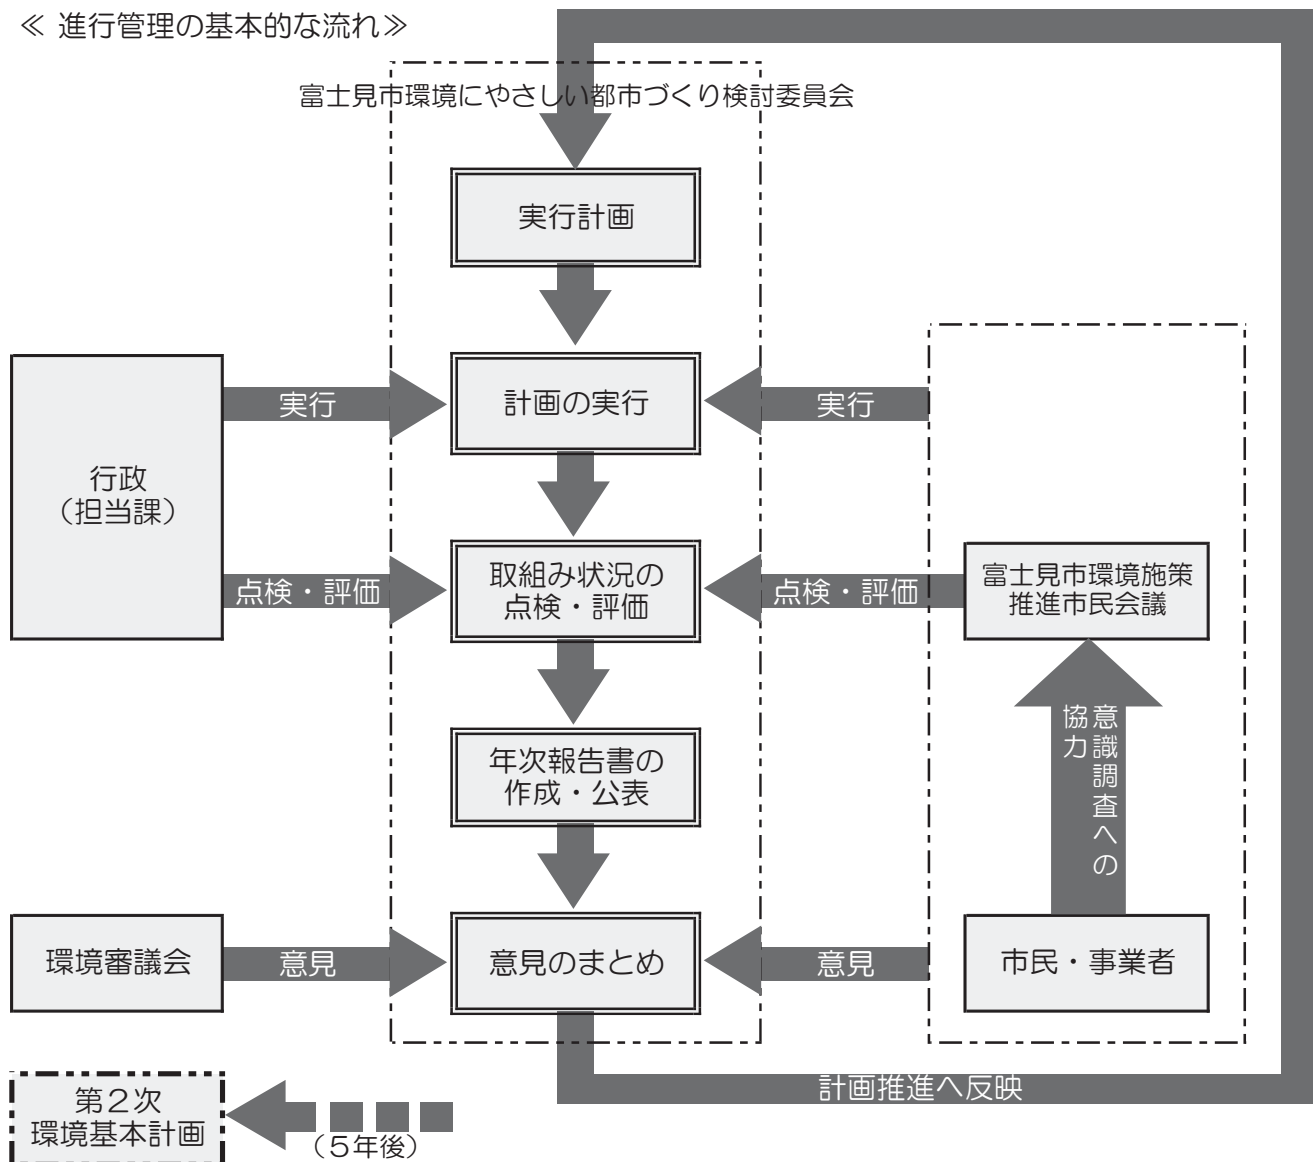 ≪ 進行管理の基本的な流れ≫
富士見市環境にやさしい都市づくり検討委員会
実行計画
実行
計画の実行
実行
行政
（担当課）
点検・評価
取組み状況の
点検・評価
点検・評価
富士見市環境施策
推進市民会議
意識調査への
協力
年次報告書の
作成・公表
環境審議会
意見
意見のまとめ
意見
市民・事業者
計画推進へ反映
第２次
環境基本計画
（５年後）